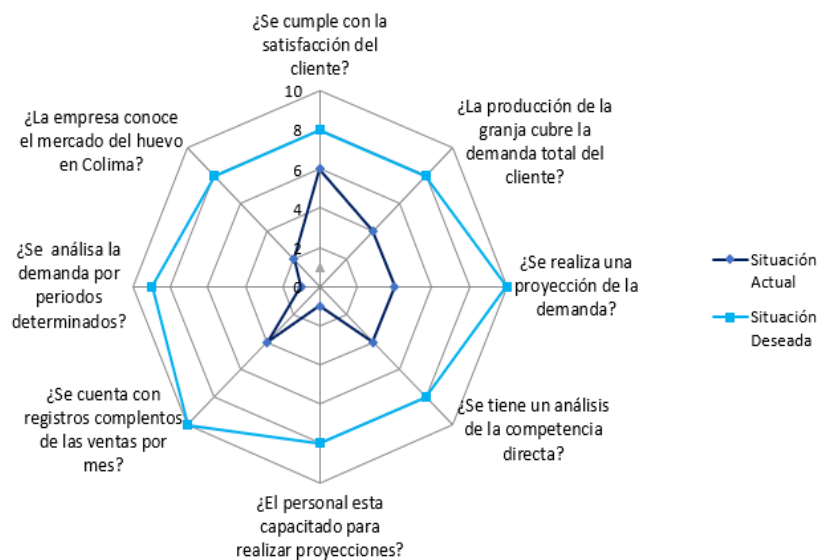 ¿Se cumple con la
satisfacción del
cliente?
¿La producción de la
granja cubre la
demanda total del
cliente?
¿Se realiza una
proyección de la
demanda?
¿Se tiene un análisis
de la competencia
directa?
¿El personal esta
capacitado para
realizar proyecciones?
¿Se cuenta con
registros complentos
de las ventas por
mes?
¿Se análisa la
demanda por
periodos
determinados?
¿La empresa conoce
el mercado del huevo
en Colima?
10
8
6
4
2
0
Situación
Actual
Situación
Deseada